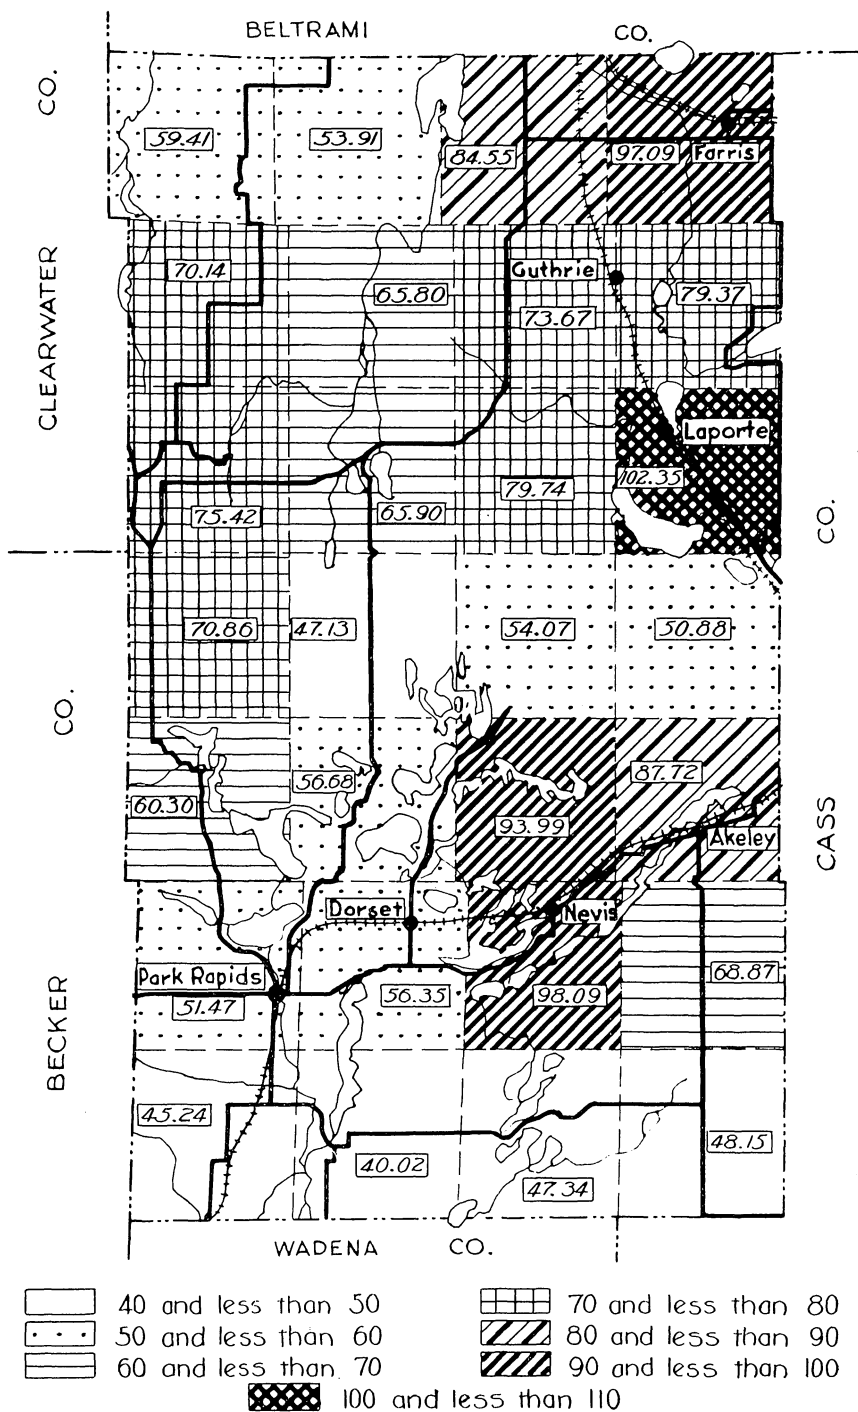 BELTRAMI CO.
CO.
59.41
53.91
84.55
97.09
Farris
CLEARWATER
70.14
65.80
Guthrie
73.67
79.37
Laporte
102.35
75.42
65.90
79.74
CO.
70.86
47.13
54.07
50.88
CO.
60.30
56.68
93.99
87.72
Akeley
CASS
Dorset
Nevis
Park Rapids
51.47
56.35
98.09
68.87
BECKER
45.24
40.02
47.34
48.15
WADENA CO.
40 and less than 50
50 and less than 60
60 and less than 70
70 and less than 80
80 and less than 90
90 and less than 100
100 and less than 110